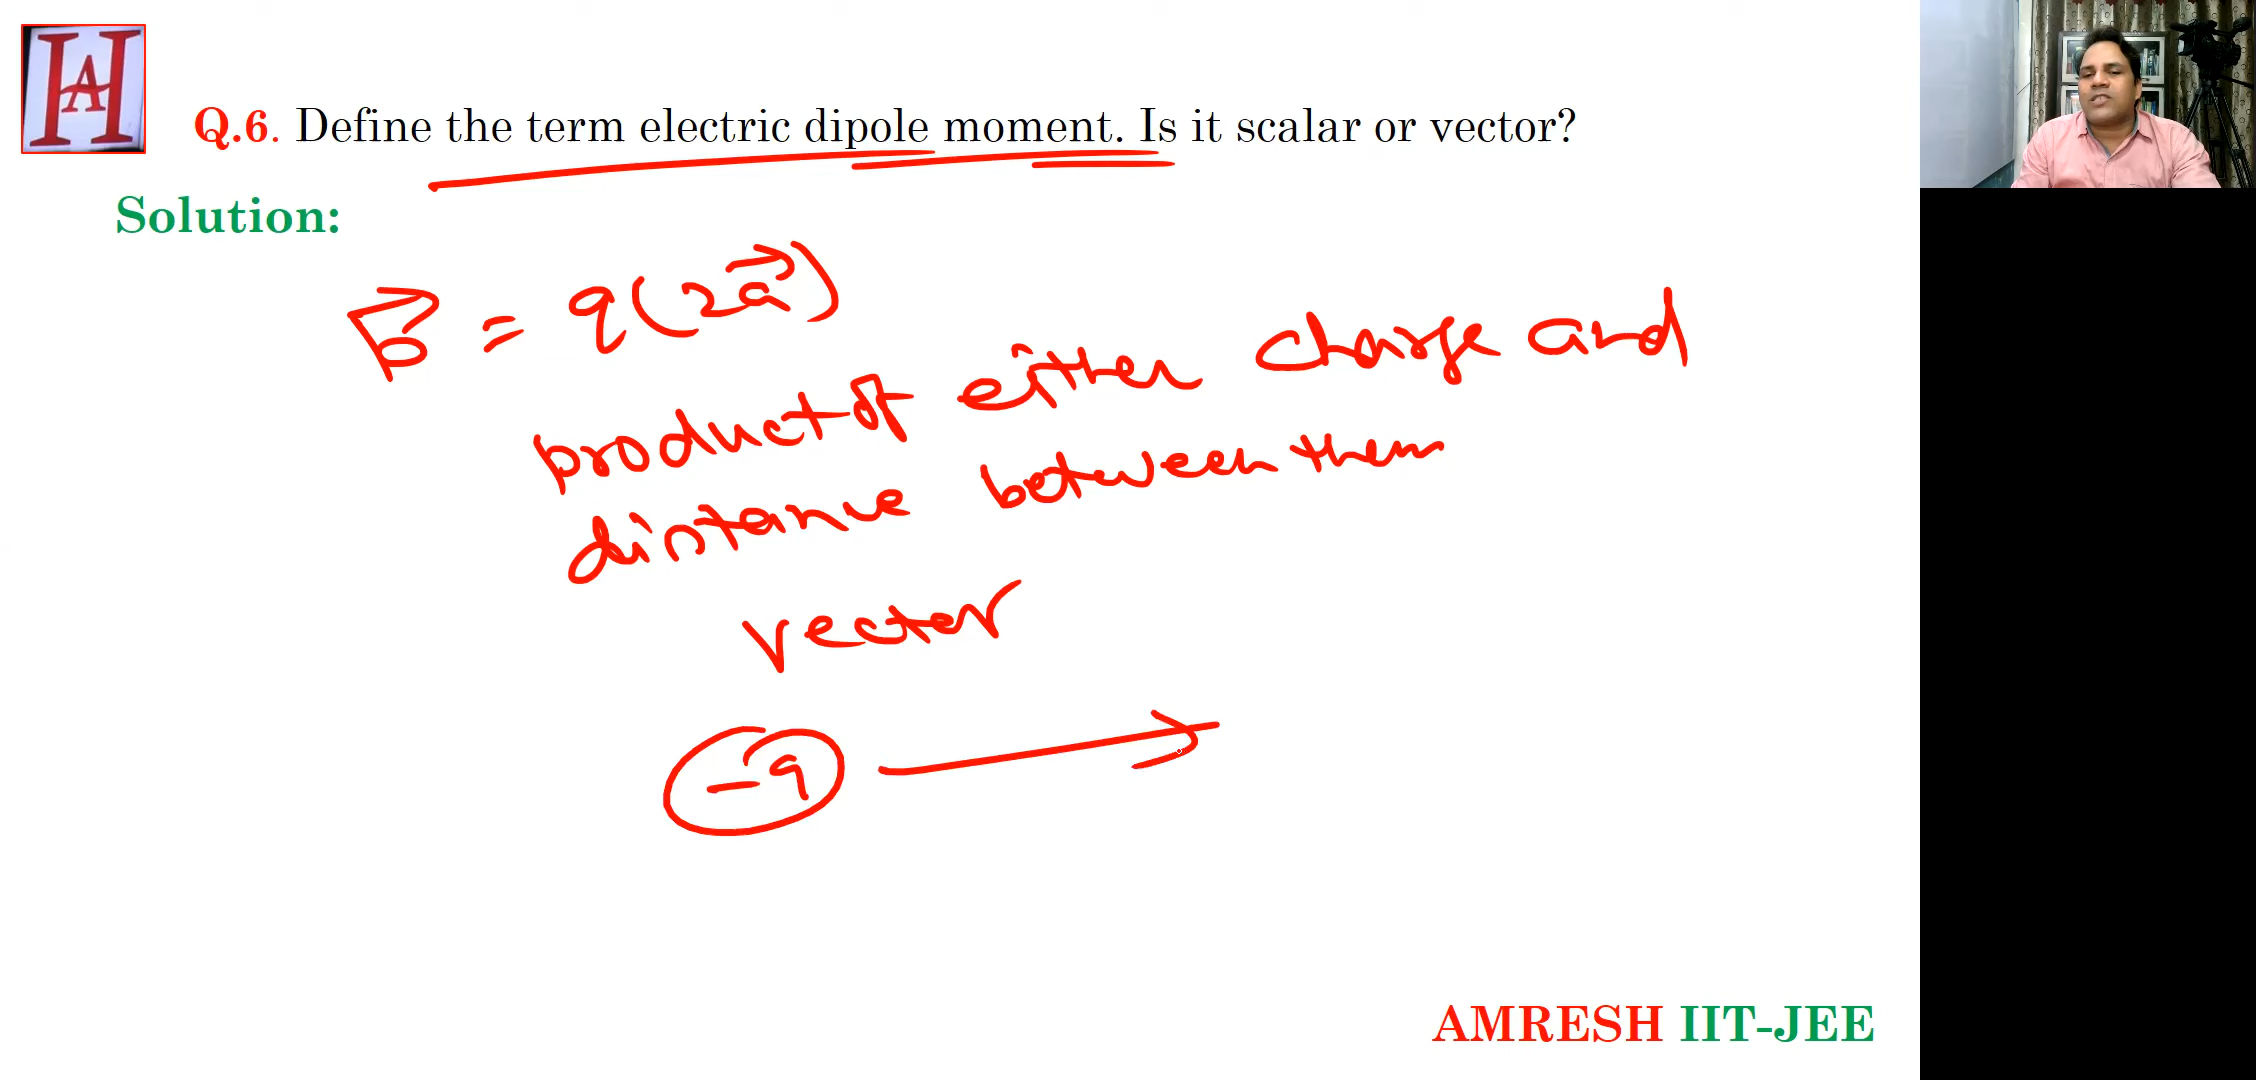 HA
Q.6. Define the term electric dipole moment. Is it scalar or vector?
Solution:
p⃗ = q(2a⃗)
product of either charge and
distance between them
vector
-q
AMRESH IIT-JEE